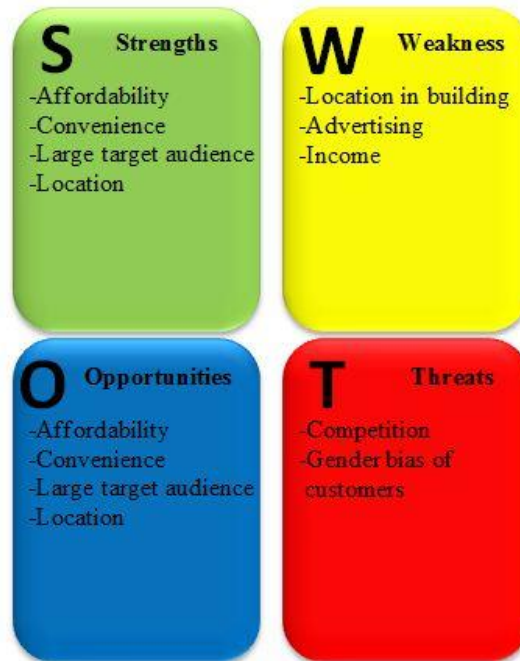 S Strengths
-Affordability
-Convenience
-Large target audience
-Location
W Weakness
-Location in building
-Advertising
-Income
O Opportunities
-Affordability
-Convenience
-Large target audience
-Location
T Threats
-Competition
-Gender bias of
customers